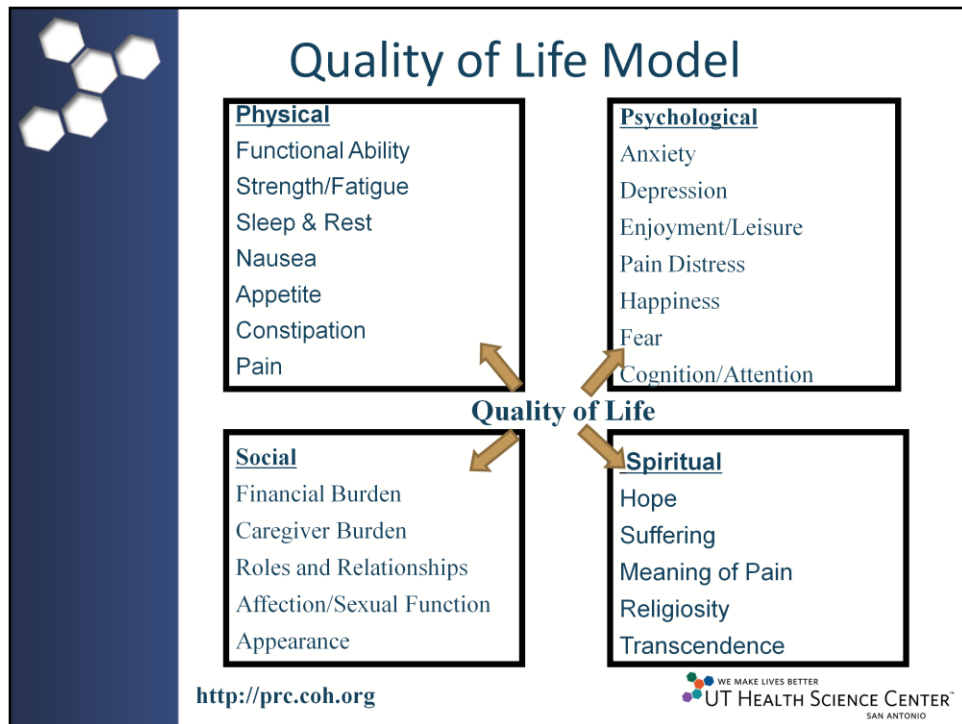 Quality of Life Model
Physical
Functional Ability
Strength/Fatigue
Sleep & Rest
Nausea
Appetite
Constipation
Pain
Psychological
Anxiety
Depression
Enjoyment/Leisure
Pain Distress
Happiness
Fear
Cognition/Attention
Quality of Life
Social
Financial Burden
Caregiver Burden
Roles and Relationships
Affection/Sexual Function
Appearance
Spiritual
Hope
Suffering
Meaning of Pain
Religiosity
Transcendence
http://prc.coh.org
WE MAKE LIVES BETTER
UT HEALTH SCIENCE CENTER™
SAN ANTONIO